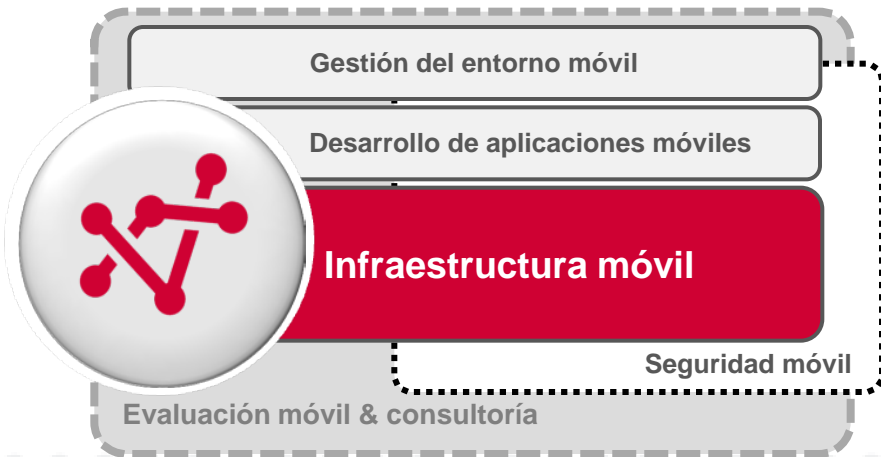 Gestión del entorno móvil
Desarrollo de aplicaciones móviles
Infraestructura móvil
Seguridad móvil
Evaluación móvil & consultoría